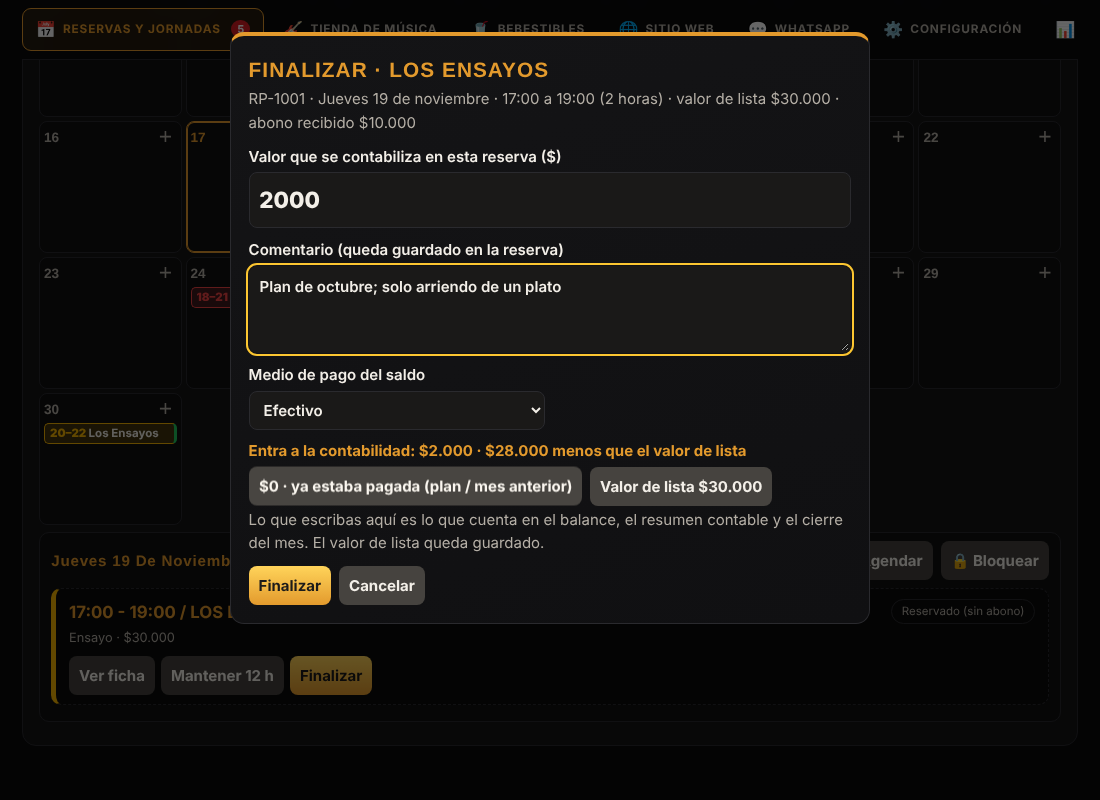 RESERVAS Y JORNADAS 5
TIENDA DE MÚSICA
BEBESTIBLES
SITIO WEB
WHATSAPP
CONFIGURACIÓN
FINALIZAR · LOS ENSAYOS
RP-1001 · Jueves 19 de noviembre · 17:00 a 19:00 (2 horas) · valor de lista $30.000 ·
abono recibido $10.000
Valor que se contabiliza en esta reserva ($)
2000
Comentario (queda guardado en la reserva)
Plan de octubre; solo arriendo de un plato
Medio de pago del saldo
Efectivo
Entra a la contabilidad: $2.000 · $28.000 menos que el valor de lista
$0 · ya estaba pagada (plan / mes anterior)
Valor de lista $30.000
Lo que escribas aquí es lo que cuenta en el balance, el resumen contable y el cierre
del mes. El valor de lista queda guardado.
Finalizar
Cancelar
16 +
17
+
22 +
23 +
24
18–21
+
29 +
30 +
20–22 Los Ensayos
Jueves 19 De Noviemb
gendar
Bloquear
17:00 - 19:00 / LOS
Reservado (sin abono)
Ensayo · $30.000
Ver ficha
Mantener 12 h
Finalizar